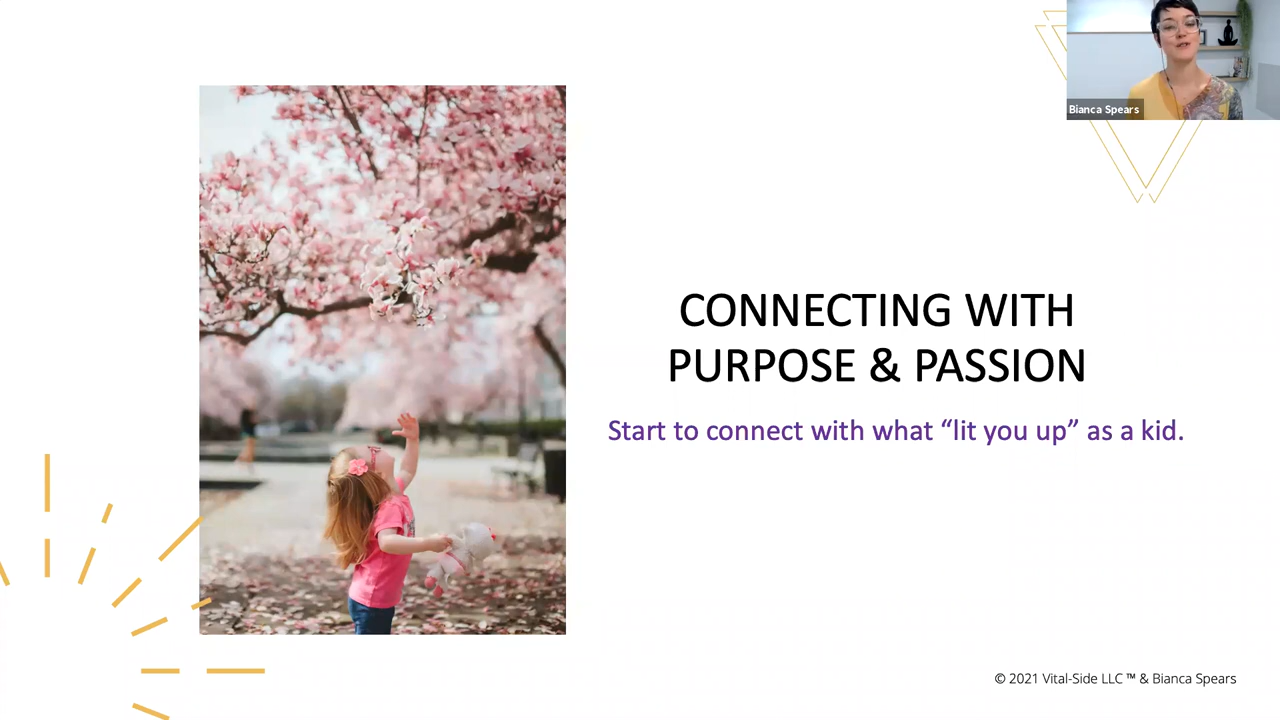 Bianca Spears
CONNECTING WITH
PURPOSE & PASSION
Start to connect with what “lit you up” as a kid.
© 2021 Vital-Side LLC ™ & Bianca Spears